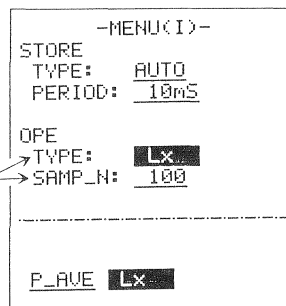 -MENU(I)-
STORE
TYPE: AUTO
PERIOD: 10mS
OPE
TYPE: Lx
SAMP_N: 100
P_AVE Lx